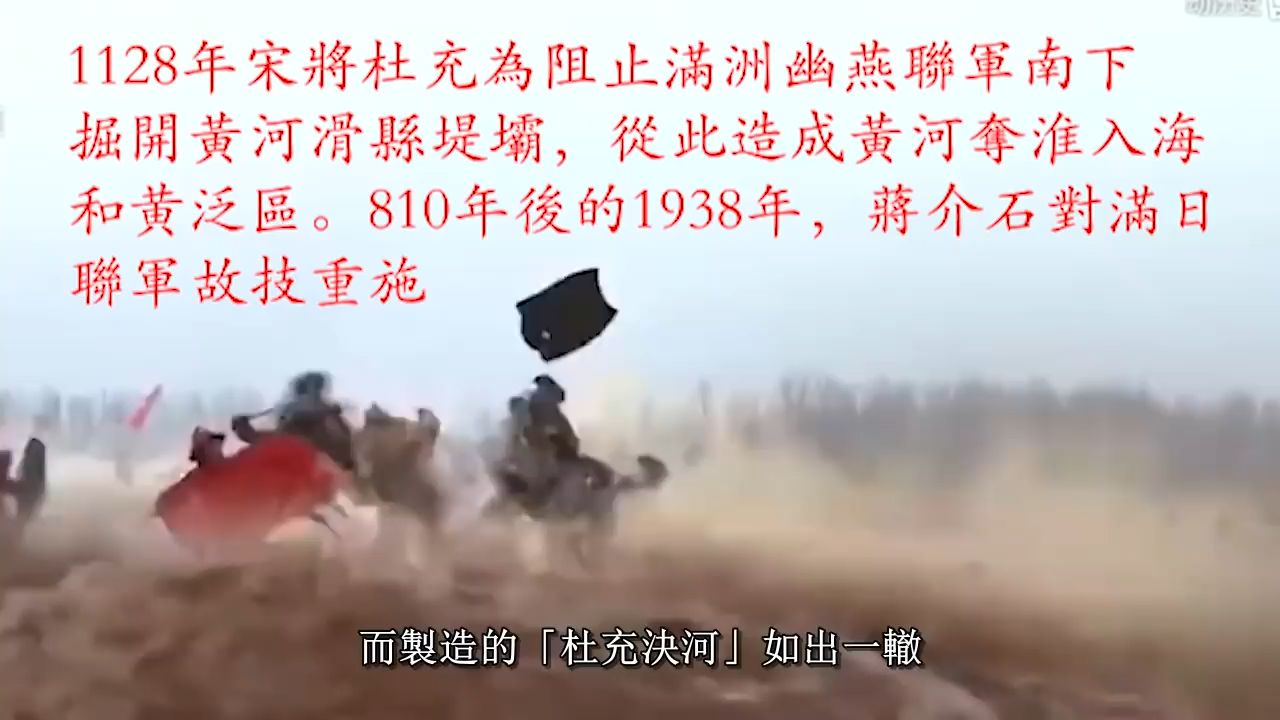 1128年宋將杜充為阻止滿洲幽燕聯軍南下
掘開黃河滑縣堤壩，從此造成黃河奪淮入海
和黃泛區。810年後的1938年，蔣介石對滿日
聯軍故技重施
而製造的「杜充決河」如出一轍